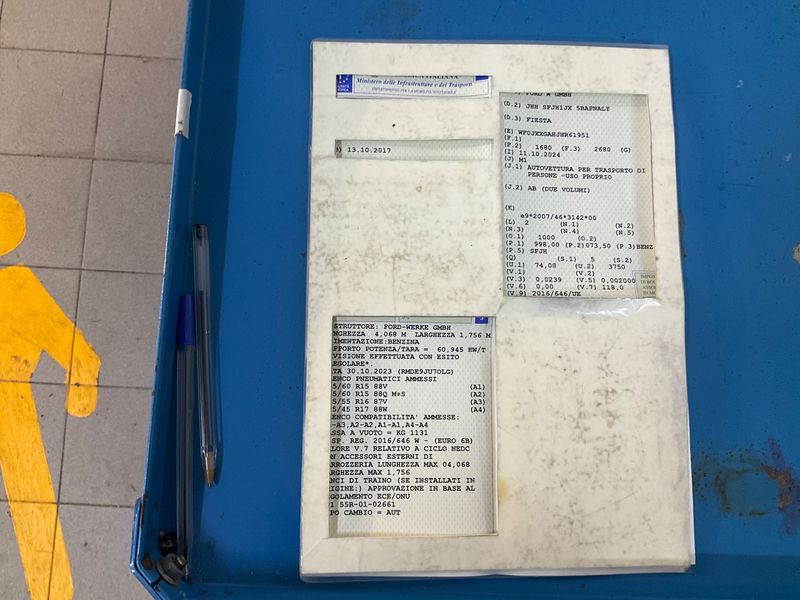 Ministero delle Infrastrutture e dei Trasporti
13.10.2017
FORD W GMBH
(D.2) JHH SFJH1JX 5BAPNALY
(D.3) FIESTA
(E) WF0JXXGAHJHR61951
(F.1)
(F.2) 1680 (F.3) 2680 (G)
(I) 11.10.2024
(J) M1
(J.1) AUTOVETTURA PER TRASPORTO DI
PERSONE -USO PROPRIO
(J.2) AB (DUE VOLUMI)
(K)
e9*2007/46*3142*00
(L) 2 (N.1) (N.2)
(N.3) (N.4) (N.5)
(O.1) 1000 (O.2)
(P.1) 998,00 (P.2)073,50 (P.3)BENZ
(P.5) SFJH
(Q) (S.1) 5 (S.2)
(U.1) 74,00 (U.2) 3750
(V.1) (V.2)
(V.3) 0,0239 (V.5) 0,002000
(V.6) 0,00 (V.7) 118,0
(V.9) 2016/646/UE
STRUTTORE: FORD-WERKE GMBH
NGHEZZA 4,068 M LARGHEZZA 1,756 M
IMENTAZIONE:BENZINA
PPORTO POTENZA/TARA = 60,945 KW/T
VISIONE EFFETTUATA CON ESITO
EGOLARE*.
TA 30.10.2023 (RMDE9JU7OLG)
ENCO PNEUMATICI AMMESSI
5/60 R15 88V (A1)
5/60 R15 88Q M+S (A2)
5/55 R16 87V (A3)
5/45 R17 88W (A4)
ENCO COMPATIBILITA' AMMESSE:
-A3,A2-A2,A1-A1,A4-A4
SSA A VUOTO = KG 1131
SP. REG. 2016/646 W - (EURO 6B)
LORE V.7 RELATIVO A CICLO NEDC
N ACCESSORI ESTERNI DI
RROZZERIA LUNGHEZZA MAX 04,068
RGHEZZA MAX 1,756
NCI DI TRAINO (SE INSTALLATI IN
IGINE:) APPROVAZIONE IN BASE AL
GOLAMENTO ECE/ONU
1 55R-01-02661
PO CAMBIO = AUT